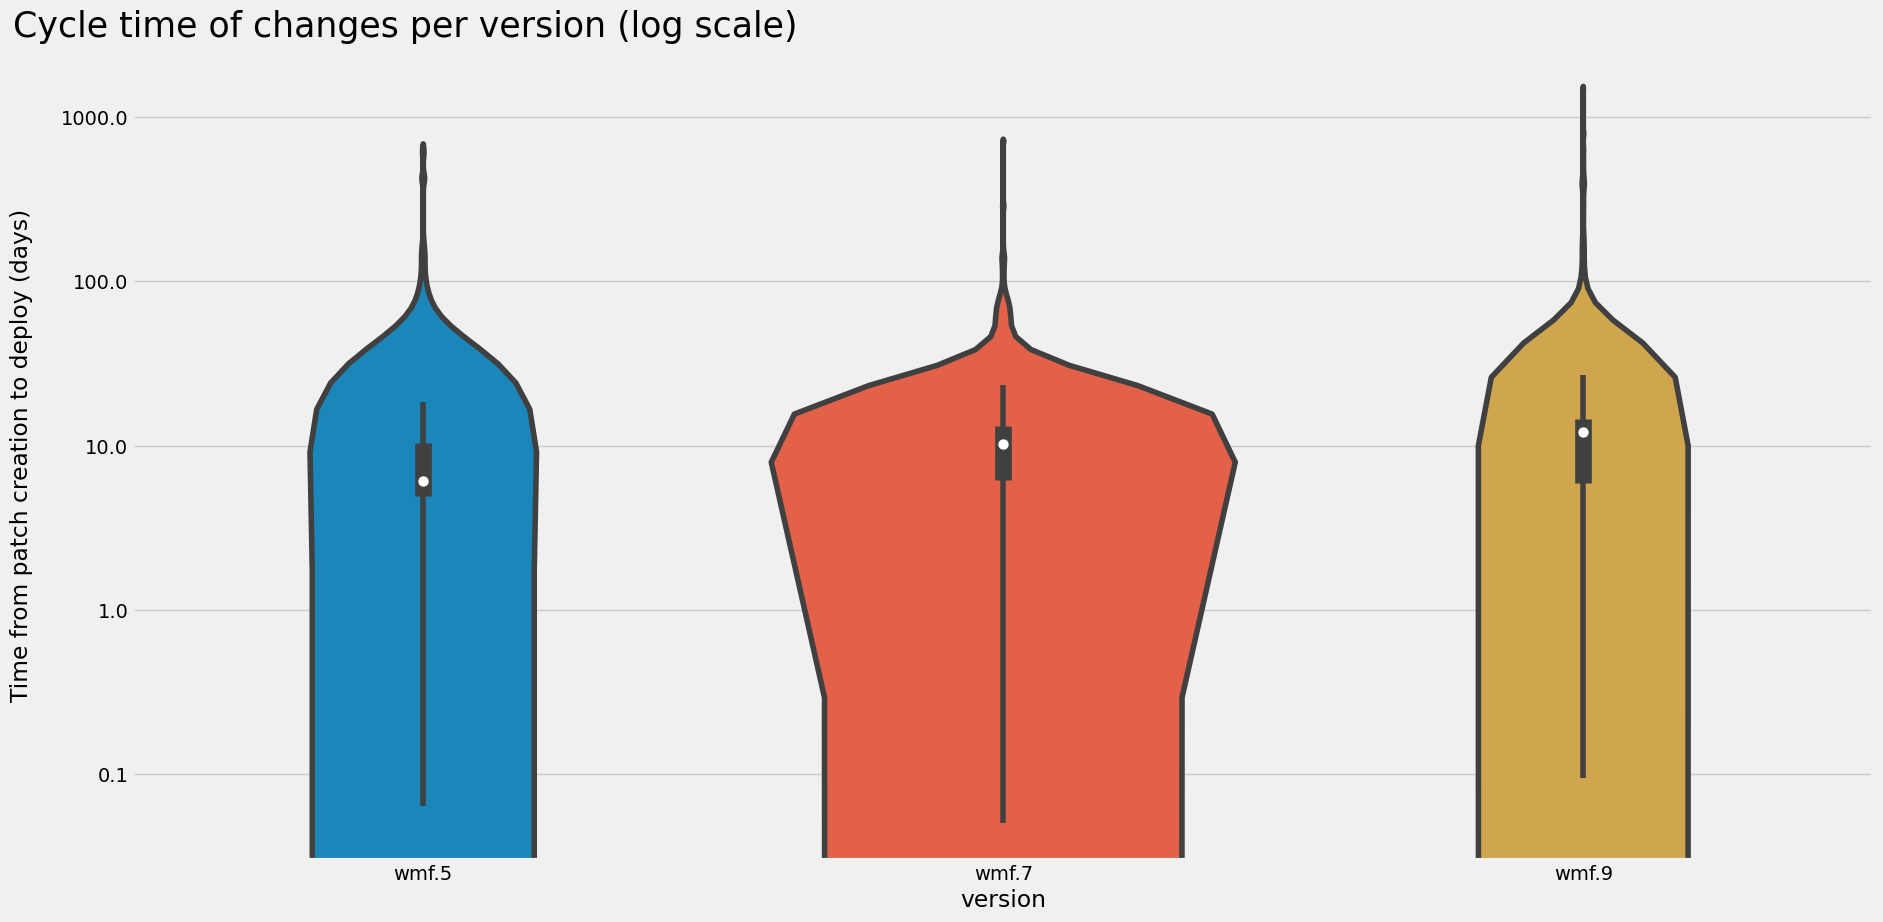 Cycle time of changes per version (log scale)
Time from patch creation to deploy (days)
1000.0
100.0
10.0
1.0
0.1
wmf.5 wmf.7 wmf.9
version